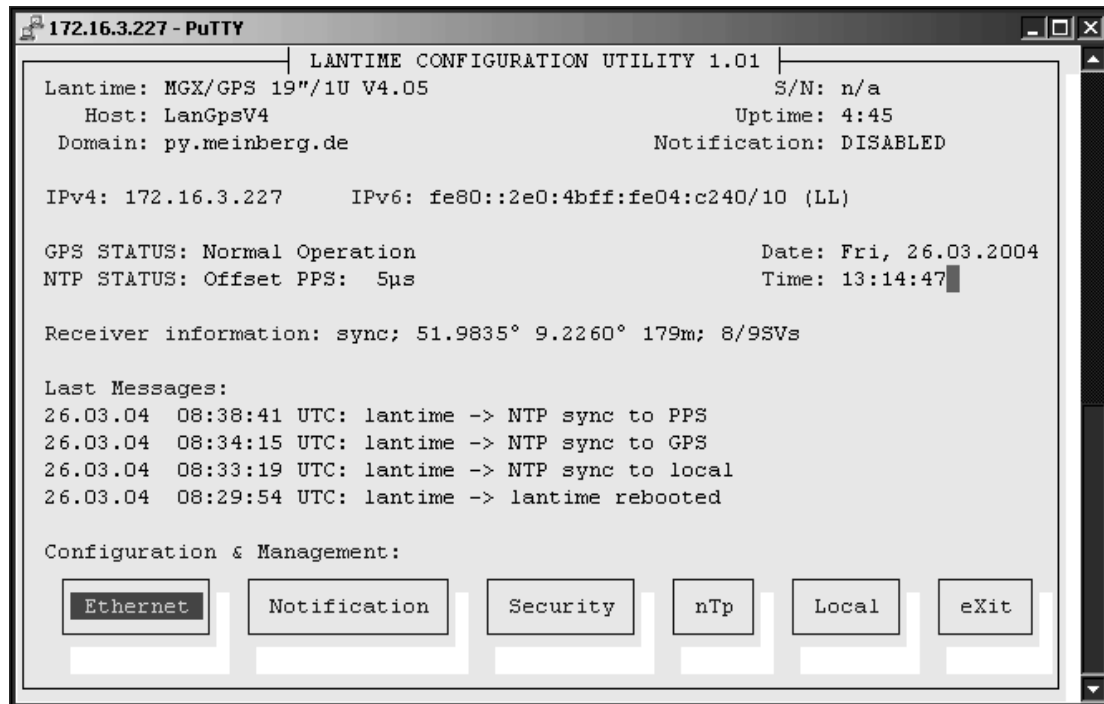 172.16.3.227 - PuTTY
LANTIME CONFIGURATION UTILITY 1.01
Lantime: MGX/GPS 19"/1U V4.05 S/N: n/a
Host: LanGpsV4 Uptime: 4:45
Domain: py.meinberg.de Notification: DISABLED
IPv4: 172.16.3.227 IPv6: fe80::2e0:4bff:fe04:c240/10 (LL)
GPS STATUS: Normal Operation Date: Fri, 26.03.2004
NTP STATUS: Offset PPS: 5µs Time: 13:14:47
Receiver information: sync; 51.9835° 9.2260° 179m; 8/9SVs
Last Messages:
26.03.04 08:38:41 UTC: lantime -> NTP sync to PPS
26.03.04 08:34:15 UTC: lantime -> NTP sync to GPS
26.03.04 08:33:19 UTC: lantime -> NTP sync to local
26.03.04 08:29:54 UTC: lantime -> lantime rebooted
Configuration & Management:
Ethernet Notification Security nTp Local eXit